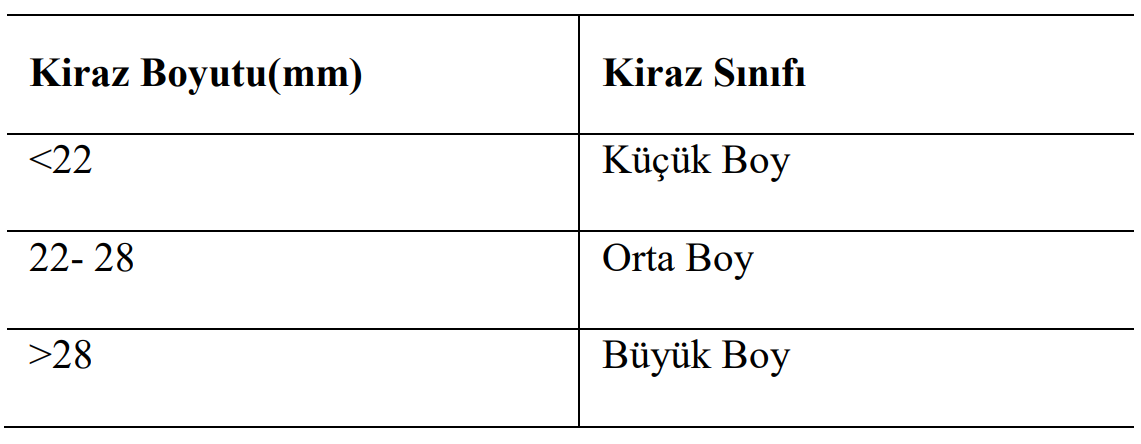 Kiraz Boyutu(mm) Kiraz Sınıfı
<22 Küçük Boy
22- 28 Orta Boy
>28 Büyük Boy